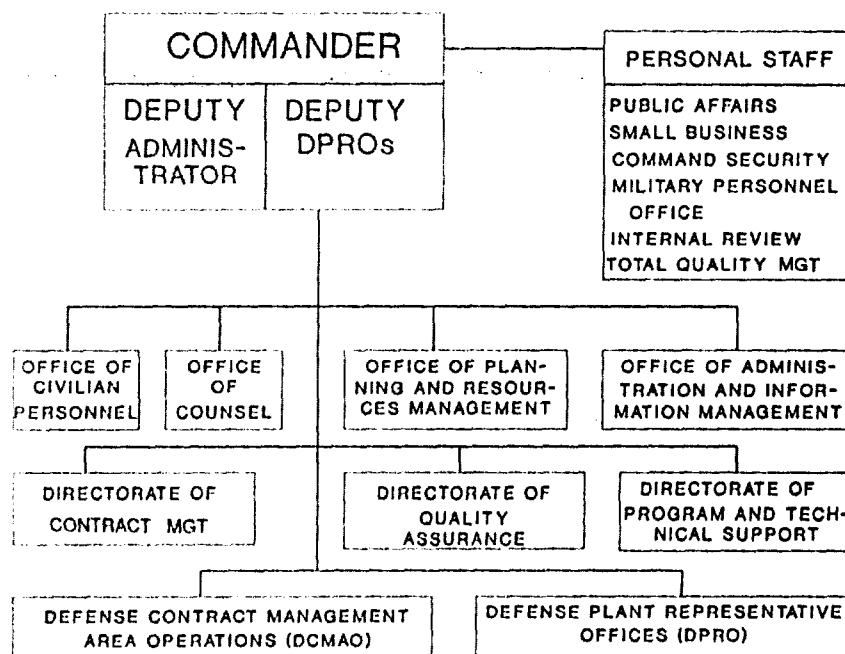 COMMANDER
DEPUTY
ADMINIS-
TRATOR
DEPUTY
DPROs
PERSONAL STAFF
PUBLIC AFFAIRS
SMALL BUSINESS
COMMAND SECURITY
MILITARY PERSONNEL
OFFICE
INTERNAL REVIEW
TOTAL QUALITY MGT
OFFICE OF
CIVILIAN
PERSONNEL
OFFICE
OF
COUNSEL
OFFICE OF PLAN-
NING AND RESOUR-
CES MANAGEMENT
OFFICE OF ADMINIS-
TRATION AND INFOR-
MATION MANAGEMENT
DIRECTORATE OF
CONTRACT MGT
DIRECTORATE OF
QUALITY
ASSURANCE
DIRECTORATE OF
PROGRAM AND TECH-
NICAL SUPPORT
DEFENSE CONTRACT MANAGEMENT
AREA OPERATIONS (DCMAO)
DEFENSE PLANT REPRESENTATIVE
OFFICES (DPRO)